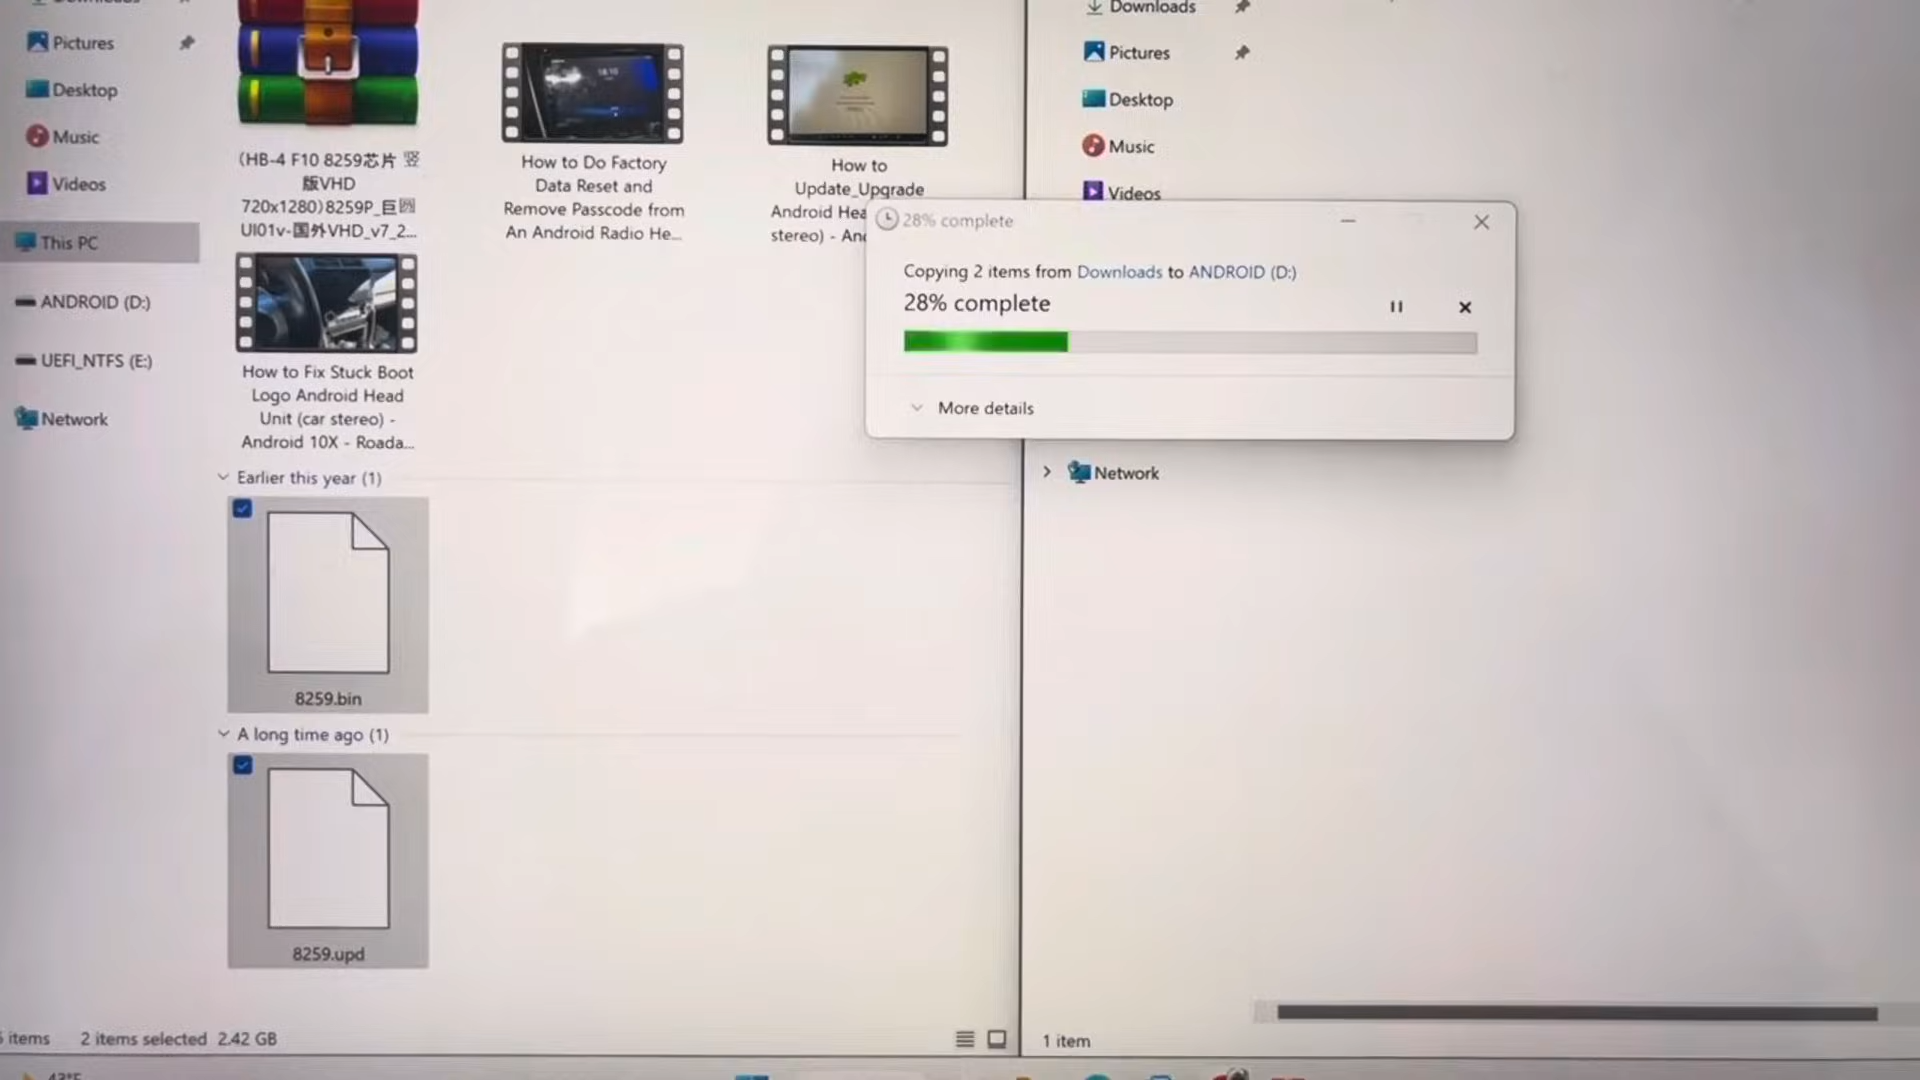 Pictures
Desktop
Music
Videos
This PC
ANDROID (D:)
UEFI_NTFS (E:)
Network
(HB-4 F10 8259芯片 竖
版VHD
720x1280)8259P_巨
UI01v-国外VHD_v7_2...
How to Do Factory
Data Reset and
Remove Passcode from
An Android Radio He...
How to
Update_Upgrade
Android Hea
stereo) - And
How to Fix Stuck Boot
Logo Android Head
Unit (car stereo) -
Android 10X - Roada...
Earlier this year (1)
8259.bin
A long time ago (1)
8259.upd
items 2 items selected 2.42 GB
Downloads
Pictures
Desktop
Music
Videos
28% complete
Copying 2 items from Downloads to ANDROID (D:)
28% complete
More details
Network
1 item